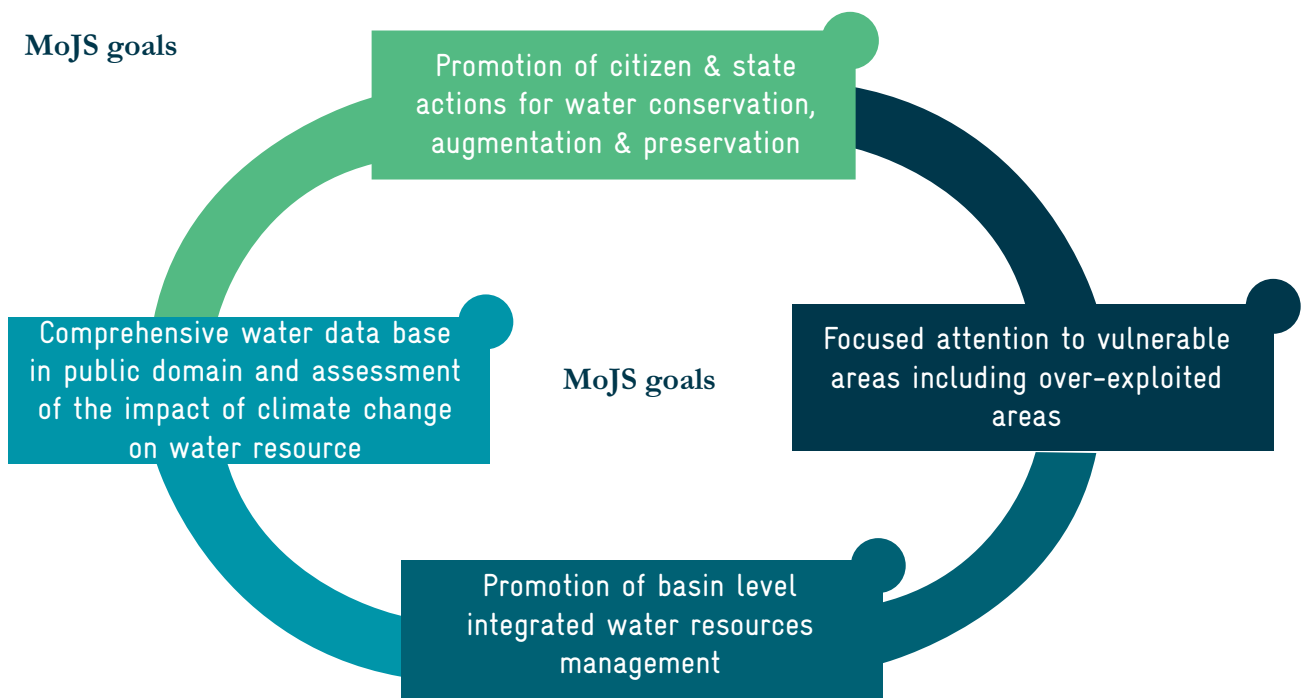 MoJS goals
Promotion of citizen & state
actions for water conservation,
augmentation & preservation
Comprehensive water data base
in public domain and assessment
of the impact of climate change
on water resource
MoJS goals
Focused attention to vulnerable
areas including over-exploited
areas
Promotion of basin level
integrated water resources
management